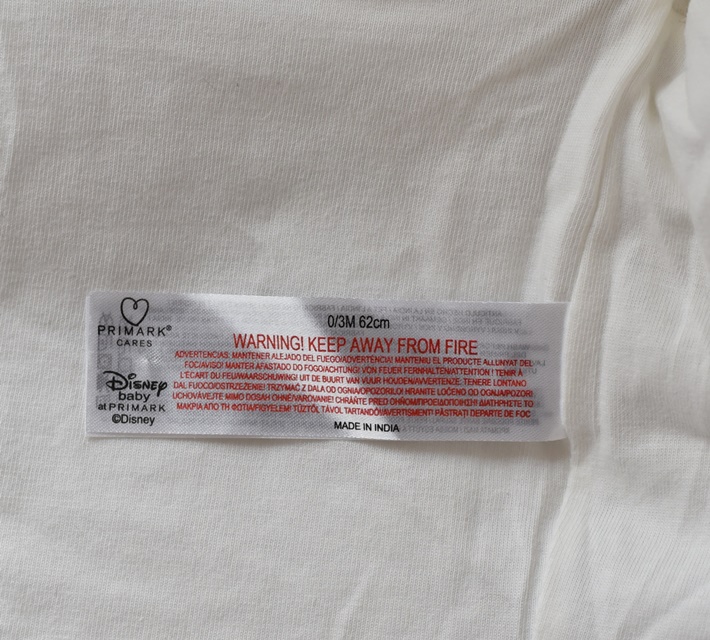 PRIMARK®
CARES
Disney
baby
at PRIMARK
©Disney
0/3M 62cm
WARNING! KEEP AWAY FROM FIRE
ADVERTENCIAS: MANTENER ALEJADO DEL FUEGO/ADVERTENCIA! MANTENIU EL PRODUCTE ALLUNYAT DEL
FOC/AVISO! MANTER AFASTADO DO FOGO/ACHTUNG! VON FEUER FERNHALTEN/ATTENTION ! TENIR À
L'ÉCART DU FEU/WAARSCHUWING! UIT DE BUURT VAN VUUR HOUDEN/AVVERTENZE. TENERE LONTANO
DAL FUOCO/OSTRZEŻENIE! TRZYMAĆ Z DALA OD OGNIA/OPOZORILO! HRANITE LOČENO OD OGNJA/POZOR!
UCHOVÁVEJTE MIMO DOSAH OHNĚ/VAROVANIE! CHRÁŇTE PRED OHŇOM/ΠΡΟΕΙΔΟΠΟΙΗΣΗ! ΔΙΑΤΗΡΗΣΤΕ ΤΟ
ΜΑΚΡΙΑ ΑΠΟ ΤΗ ΦΩΤΙΑ/FIGYELEM! TŰZTŐL TÁVOL TARTANDÓ/AVERTISMENT! PĂSTRAȚI DEPARTE DE FOC
MADE IN INDIA